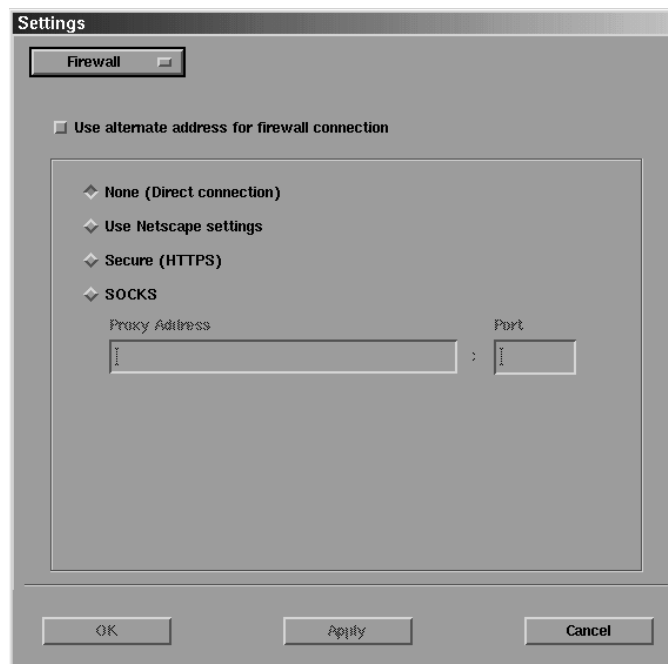 Settings
Firewall
Use alternate address for firewall connection
None (Direct connection)
Use Netscape settings
Secure (HTTPS)
SOCKS
Proxy Address Port
:
OK Apply Cancel